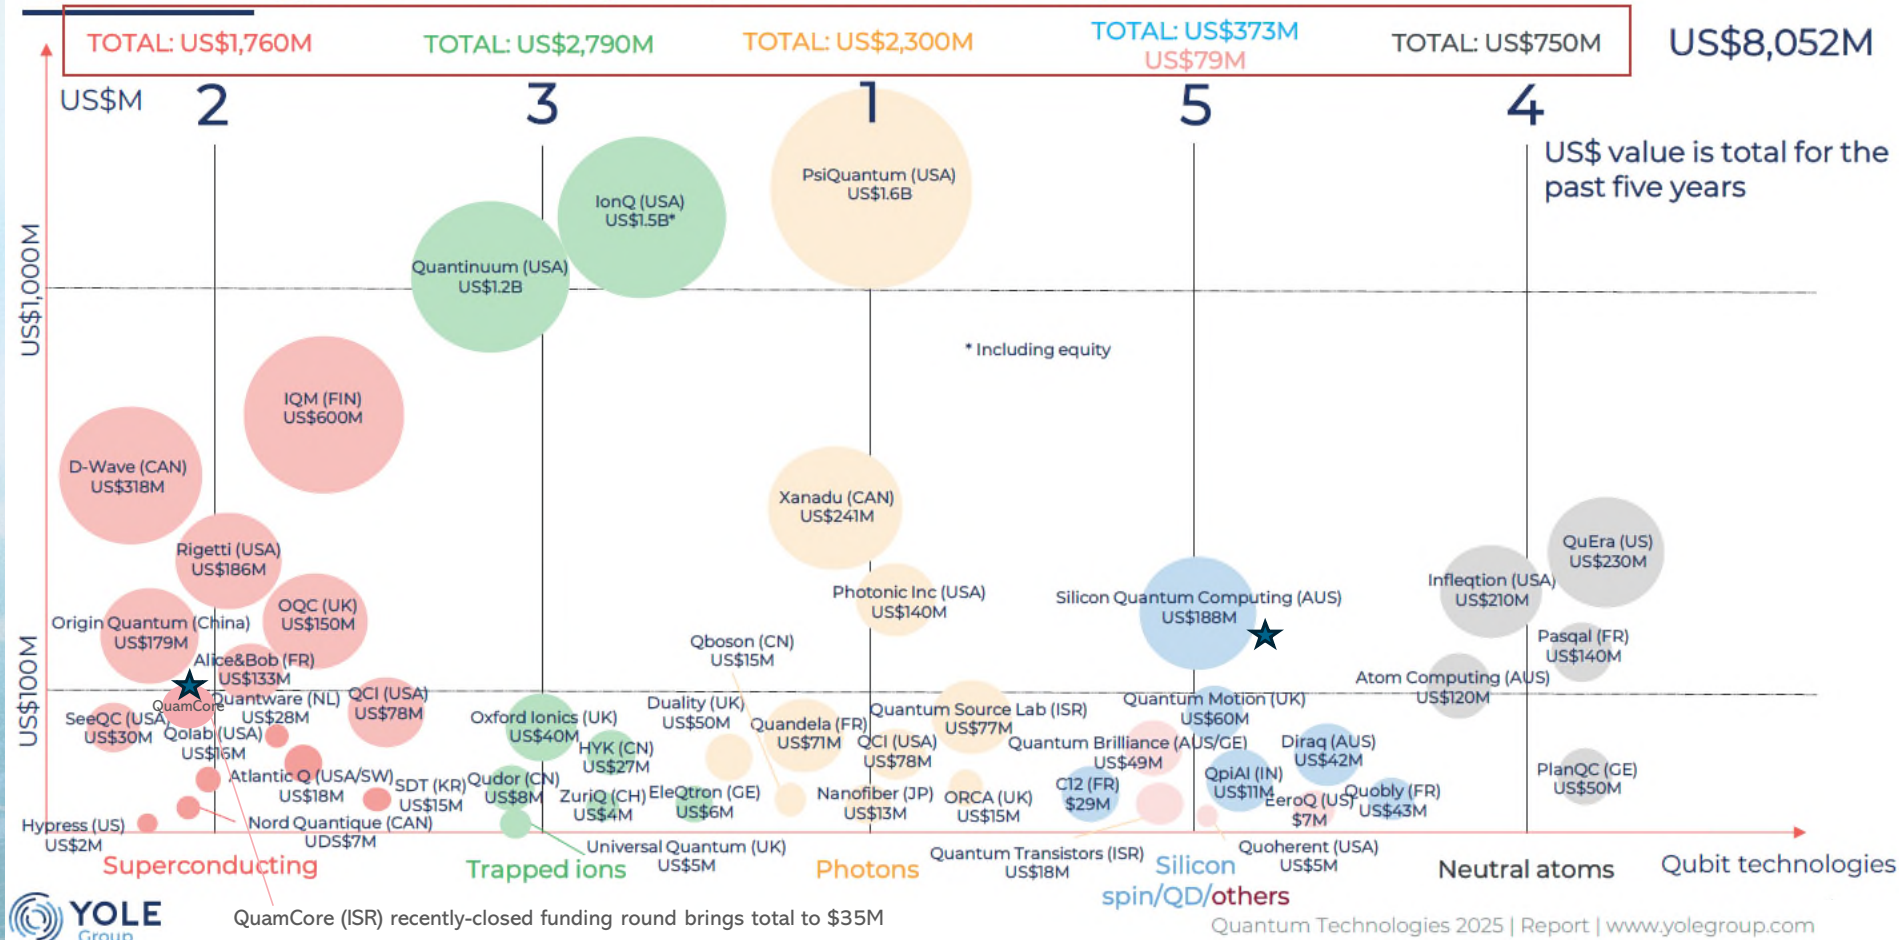 TOTAL: US$1,760M
TOTAL: US$2,790M
TOTAL: US$2,300M
TOTAL: US$373M
US$79M
TOTAL: US$750M
US$8,052M
US$M
2
3
1
5
4
US$ value is total for the
past five years
US$1,000M
US$100M
PsiQuantum (USA)
US$1.6B
IonQ (USA)
US$1.5B*
Quantinuum (USA)
US$1.2B
* Including equity
IQM (FIN)
US$600M
D-Wave (CAN)
US$318M
Xanadu (CAN)
US$241M
Rigetti (USA)
US$186M
QuEra (US)
US$230M
Infleqtion (USA)
US$210M
Photonic Inc (USA)
US$140M
Silicon Quantum Computing (AUS)
US$188M
OQC (UK)
US$150M
Origin Quantum (China)
US$179M
Qboson (CN)
US$15M
Pasqal (FR)
US$140M
Alice&Bob (FR)
US$133M
Atom Computing (AUS)
US$120M
QuamCore
Quantware (NL)
US$28M
QCI (USA)
US$78M
SeeQC (USA)
US$30M
Qolab (USA)
US$16M
Oxford Ionics (UK)
US$40M
Duality (UK)
US$50M
Quandela (FR)
US$71M
Quantum Source Lab (ISR)
US$77M
Quantum Motion (UK)
US$60M
HYK (CN)
US$27M
QCI (USA)
US$78M
Quantum Brilliance (AUS/GE)
US$49M
Diraq (AUS)
US$42M
Atlantic Q (USA/SW)
US$18M
SDT (KR)
US$15M
Qudor (CN)
US$8M
ZuriQ (CH)
US$4M
EleQtron (GE)
US$6M
Nanofiber (JP)
US$13M
ORCA (UK)
US$15M
C12 (FR)
$29M
QpiAI (IN)
US$11M
EeroQ (US)
$7M
Quobly (FR)
US$43M
PlanQC (GE)
US$50M
Hypress (US)
US$2M
Nord Quantique (CAN)
UDS$7M
Universal Quantum (UK)
US$5M
Quantum Transistors (ISR)
US$18M
Quoherent (USA)
US$5M
Superconducting
Trapped ions
Photons
Silicon
spin/QD/others
Neutral atoms
Qubit technologies
YOLE
Group
QuamCore (ISR) recently-closed funding round brings total to $35M
Quantum Technologies 2025 | Report | www.yolegroup.com